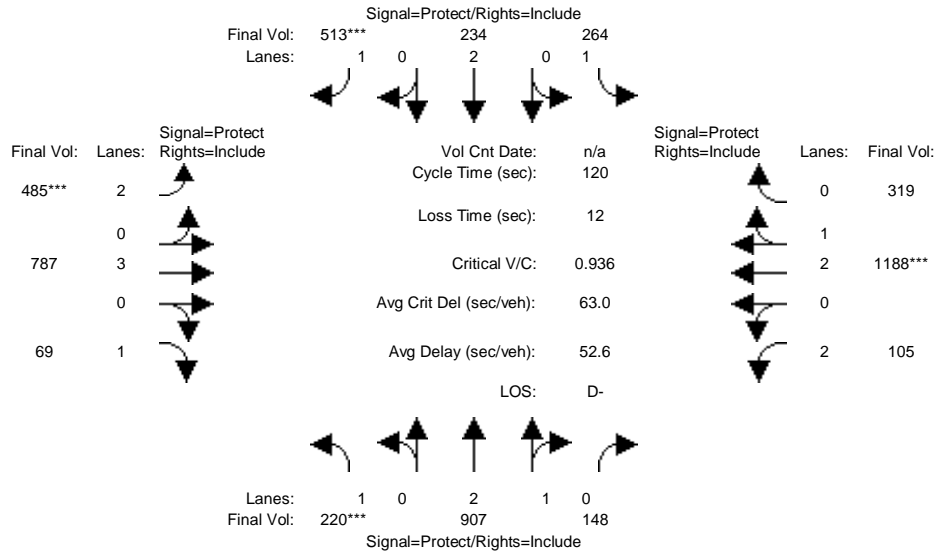 Signal=Protect/Rights=Include
Final Vol: 513*** 234 264
Lanes: 1 0 2 0 1
Signal=Protect
Final Vol: Lanes: Rights=Include
Vol Cnt Date: n/a
Signal=Protect
Rights=Include Lanes: Final Vol:
Cycle Time (sec): 120
485*** 2
0 319
Loss Time (sec): 12
0
1
787 3
Critical V/C: 0.936
2 1188***
0
Avg Crit Del (sec/veh): 63.0
0
69 1
Avg Delay (sec/veh): 52.6
2 105
LOS: D-
Lanes: 1 0 2 1 0
Final Vol: 220*** 907 148
Signal=Protect/Rights=Include